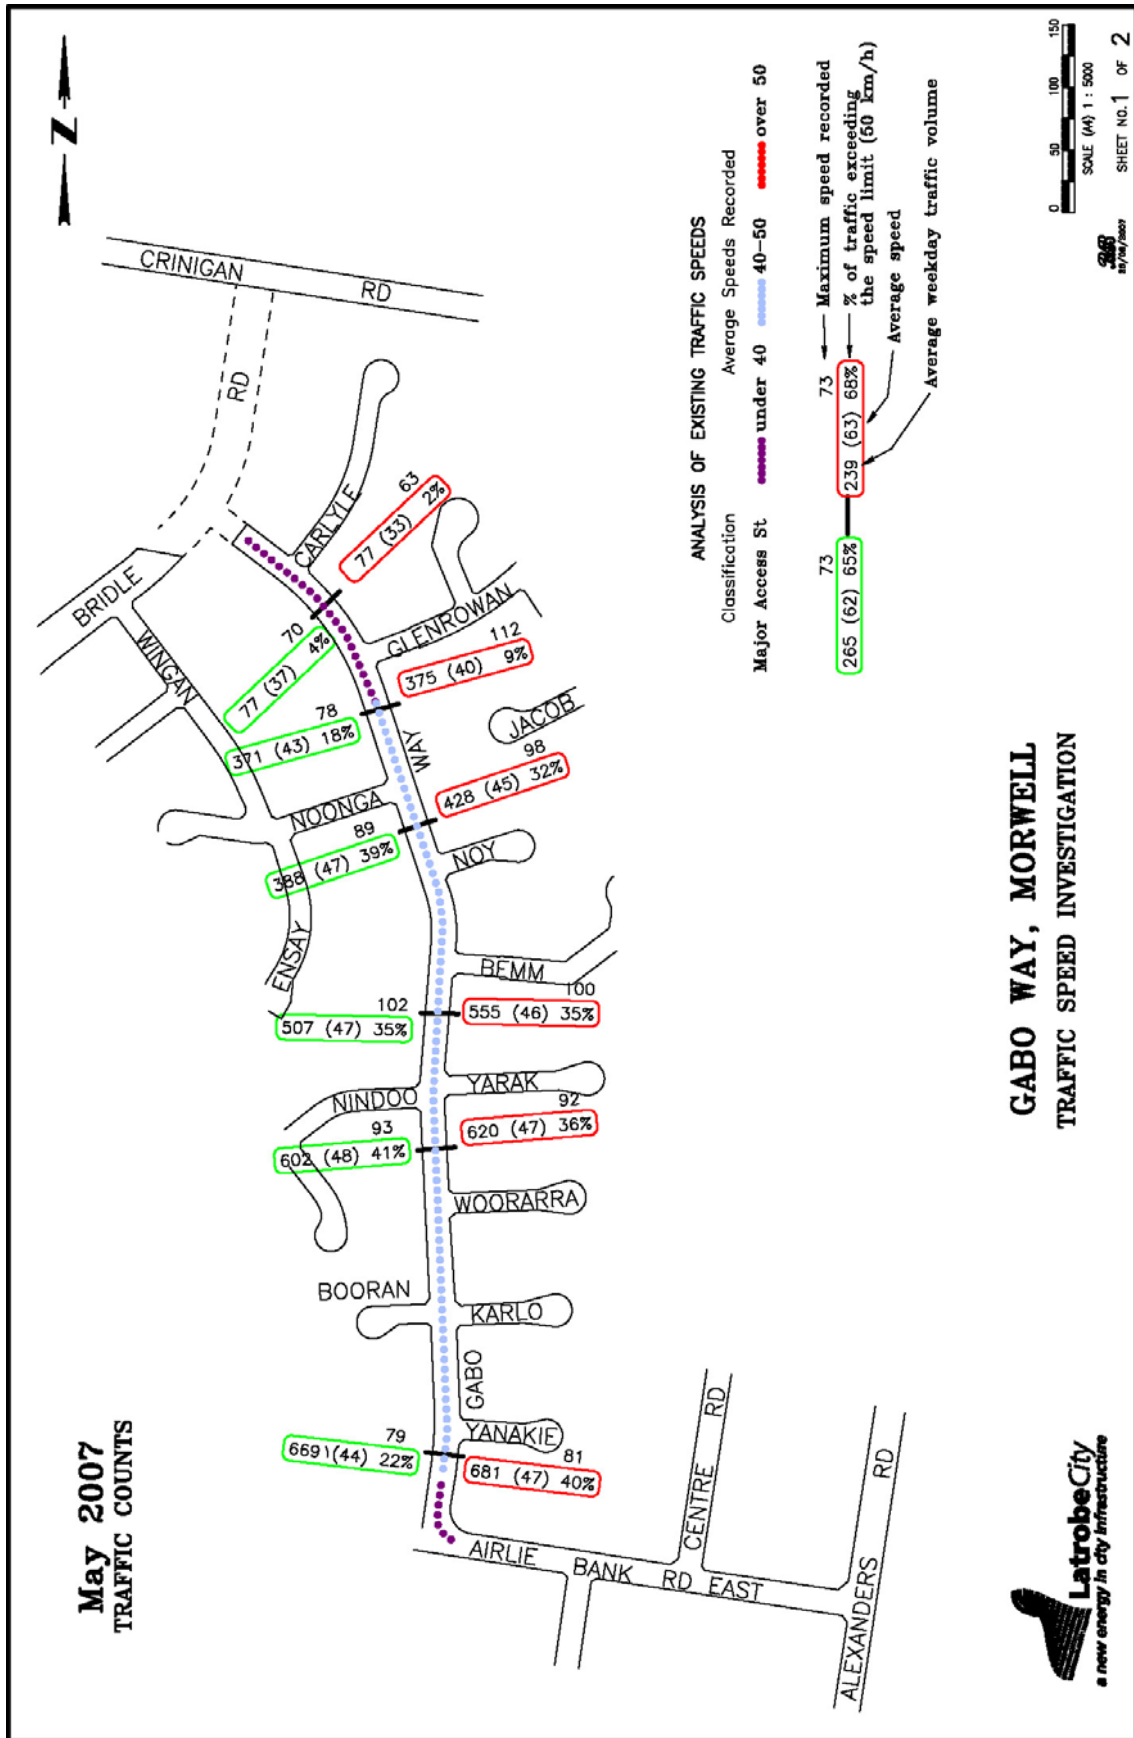 May 2007
TRAFFIC COUNTS
N
CRINIGAN
RD
RD
BRIDLE
WINGAN
CARLYLE
GLENROWAN
WAY
JACOB
NOONGA
NOY
ENSAY
BEMM
NINDOO
YARAK
WOORARRA
BOORAN
KARLO
GABO
YANAKIE
AIRLIE
BANK
RD
EAST
CENTRE
RD
ALEXANDERS
RD
63
77 (33) 2%
70
77 (37) 4%
112
375 (40) 9%
78
371 (43) 18%
98
428 (45) 32%
89
388 (47) 39%
100
555 (46) 35%
102
507 (47) 35%
92
620 (47) 36%
93
602 (48) 41%
81
681 (47) 40%
79
669 (44) 22%
ANALYSIS OF EXISTING TRAFFIC SPEEDS
Classification
Average Speeds Recorded
Major Access St
under 40
40-50
over 50
73
265 (62) 65%
73
239 (63) 68%
Maximum speed recorded
% of traffic exceeding
the speed limit (50 km/h)
Average speed
Average weekday traffic volume
GABO WAY, MORWELL
TRAFFIC SPEED INVESTIGATION
LatrobeCity
a new energy in city infrastructure
0
50
100
150
SCALE (A4) 1 : 5000
SHEET NO. 1 OF 2